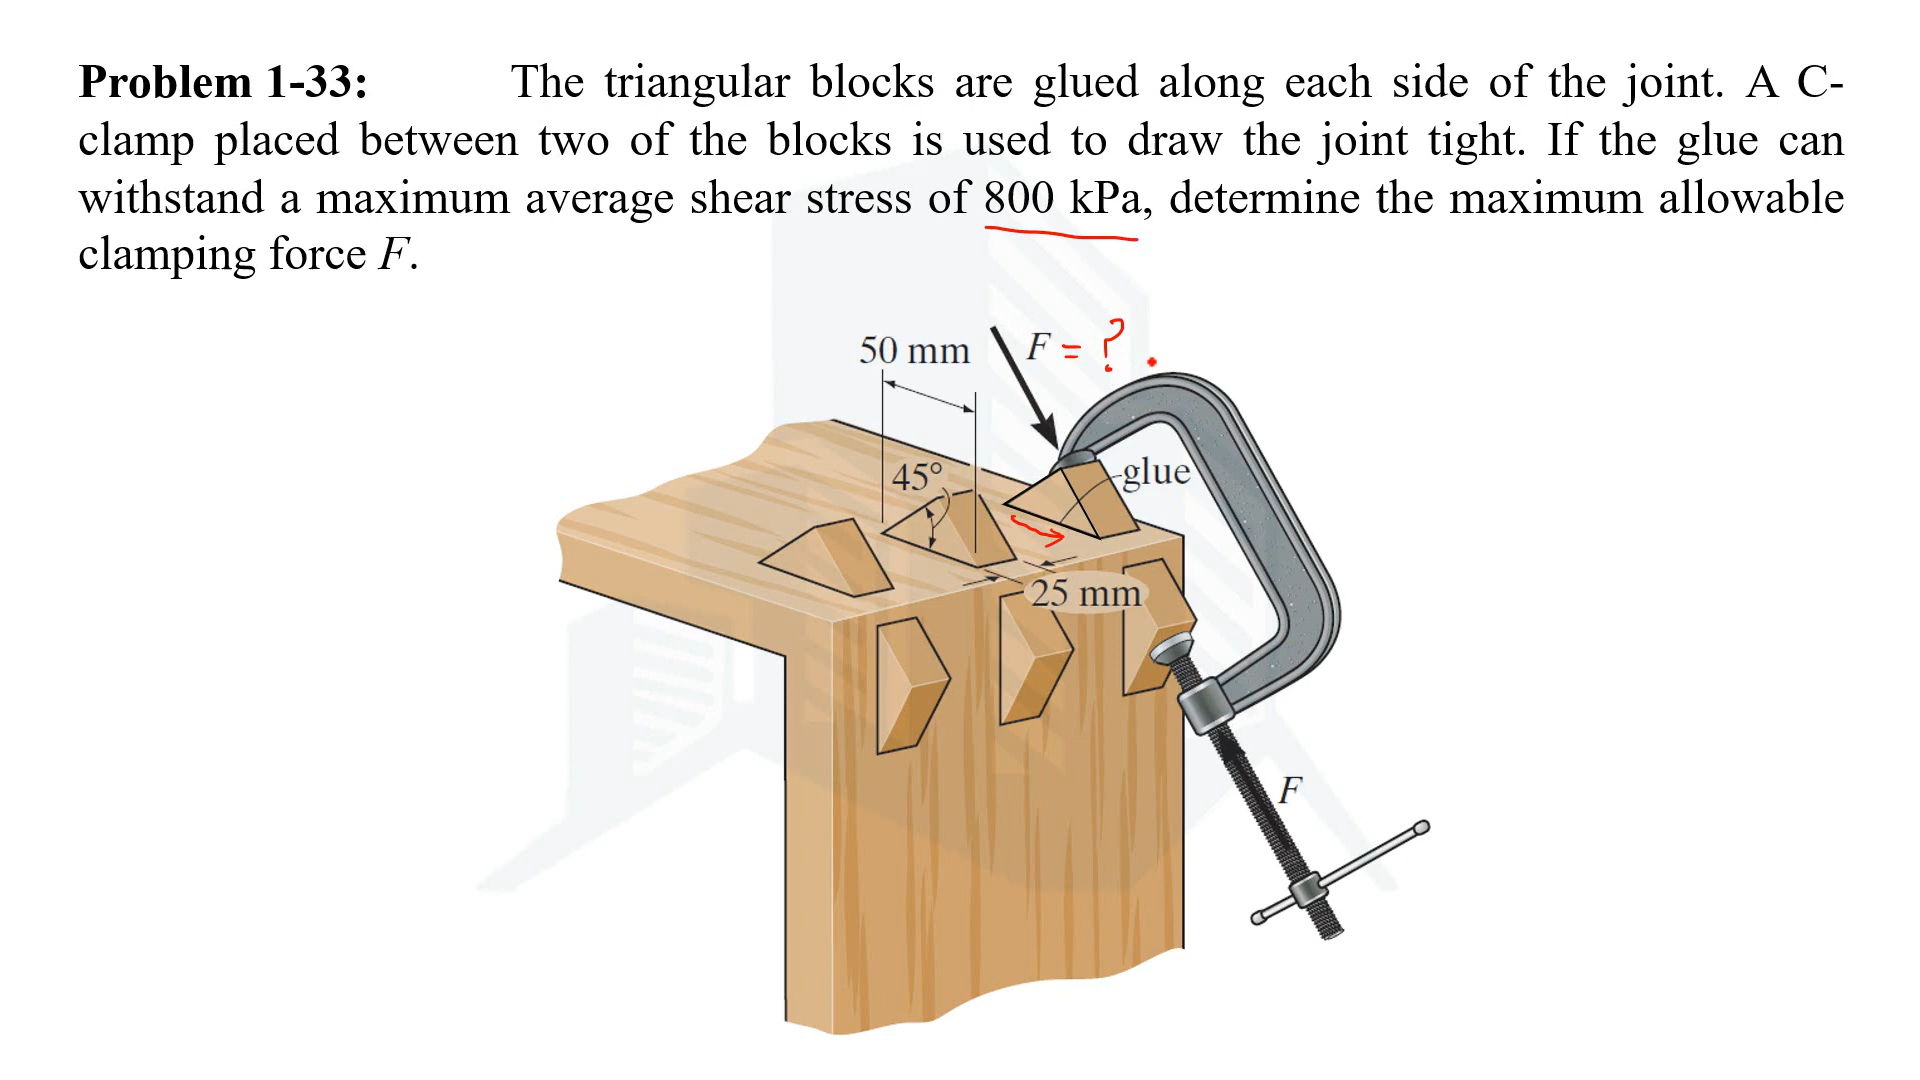 Problem 1-33: The triangular blocks are glued along each side of the joint. A C-
clamp placed between two of the blocks is used to draw the joint tight. If the glue can
withstand a maximum average shear stress of 800 kPa, determine the maximum allowable
clamping force F.
50 mm
F = ?
45°
glue
25 mm
F